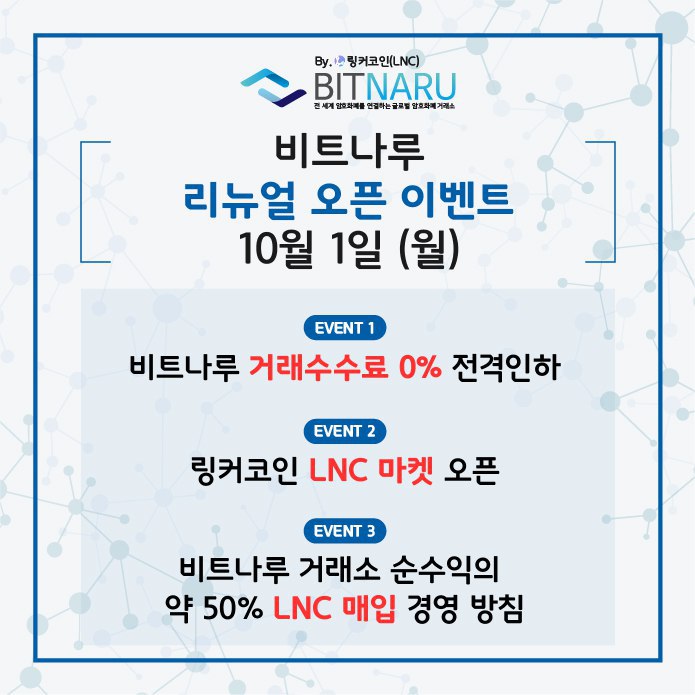 By. 링커코인(LNC)
BITNARU
전 세계 암호화폐를 연결하는 글로벌 암호화폐 거래소
비트나루
리뉴얼 오픈 이벤트
10월 1일 (월)
EVENT 1
비트나루 거래수수료 0% 전격인하
EVENT 2
링커코인 LNC 마켓 오픈
EVENT 3
비트나루 거래소 순수익의
약 50% LNC 매입 경영 방침